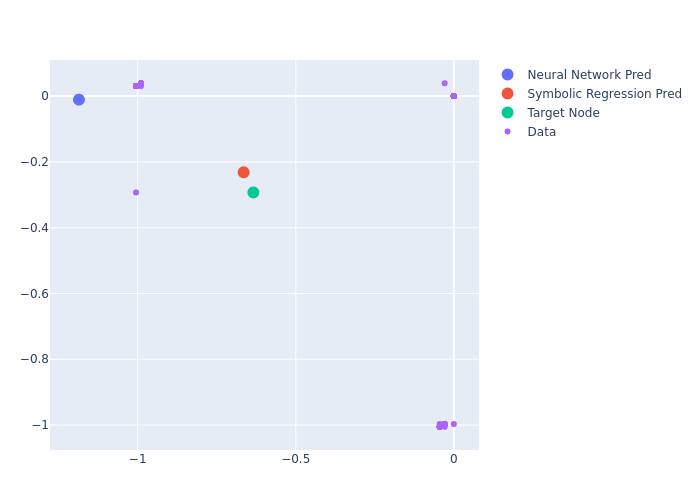 Neural Network Pred
Symbolic Regression Pred
Target Node
Data
0
−0.2
−0.4
−0.6
−0.8
−1
−1
−0.5
0